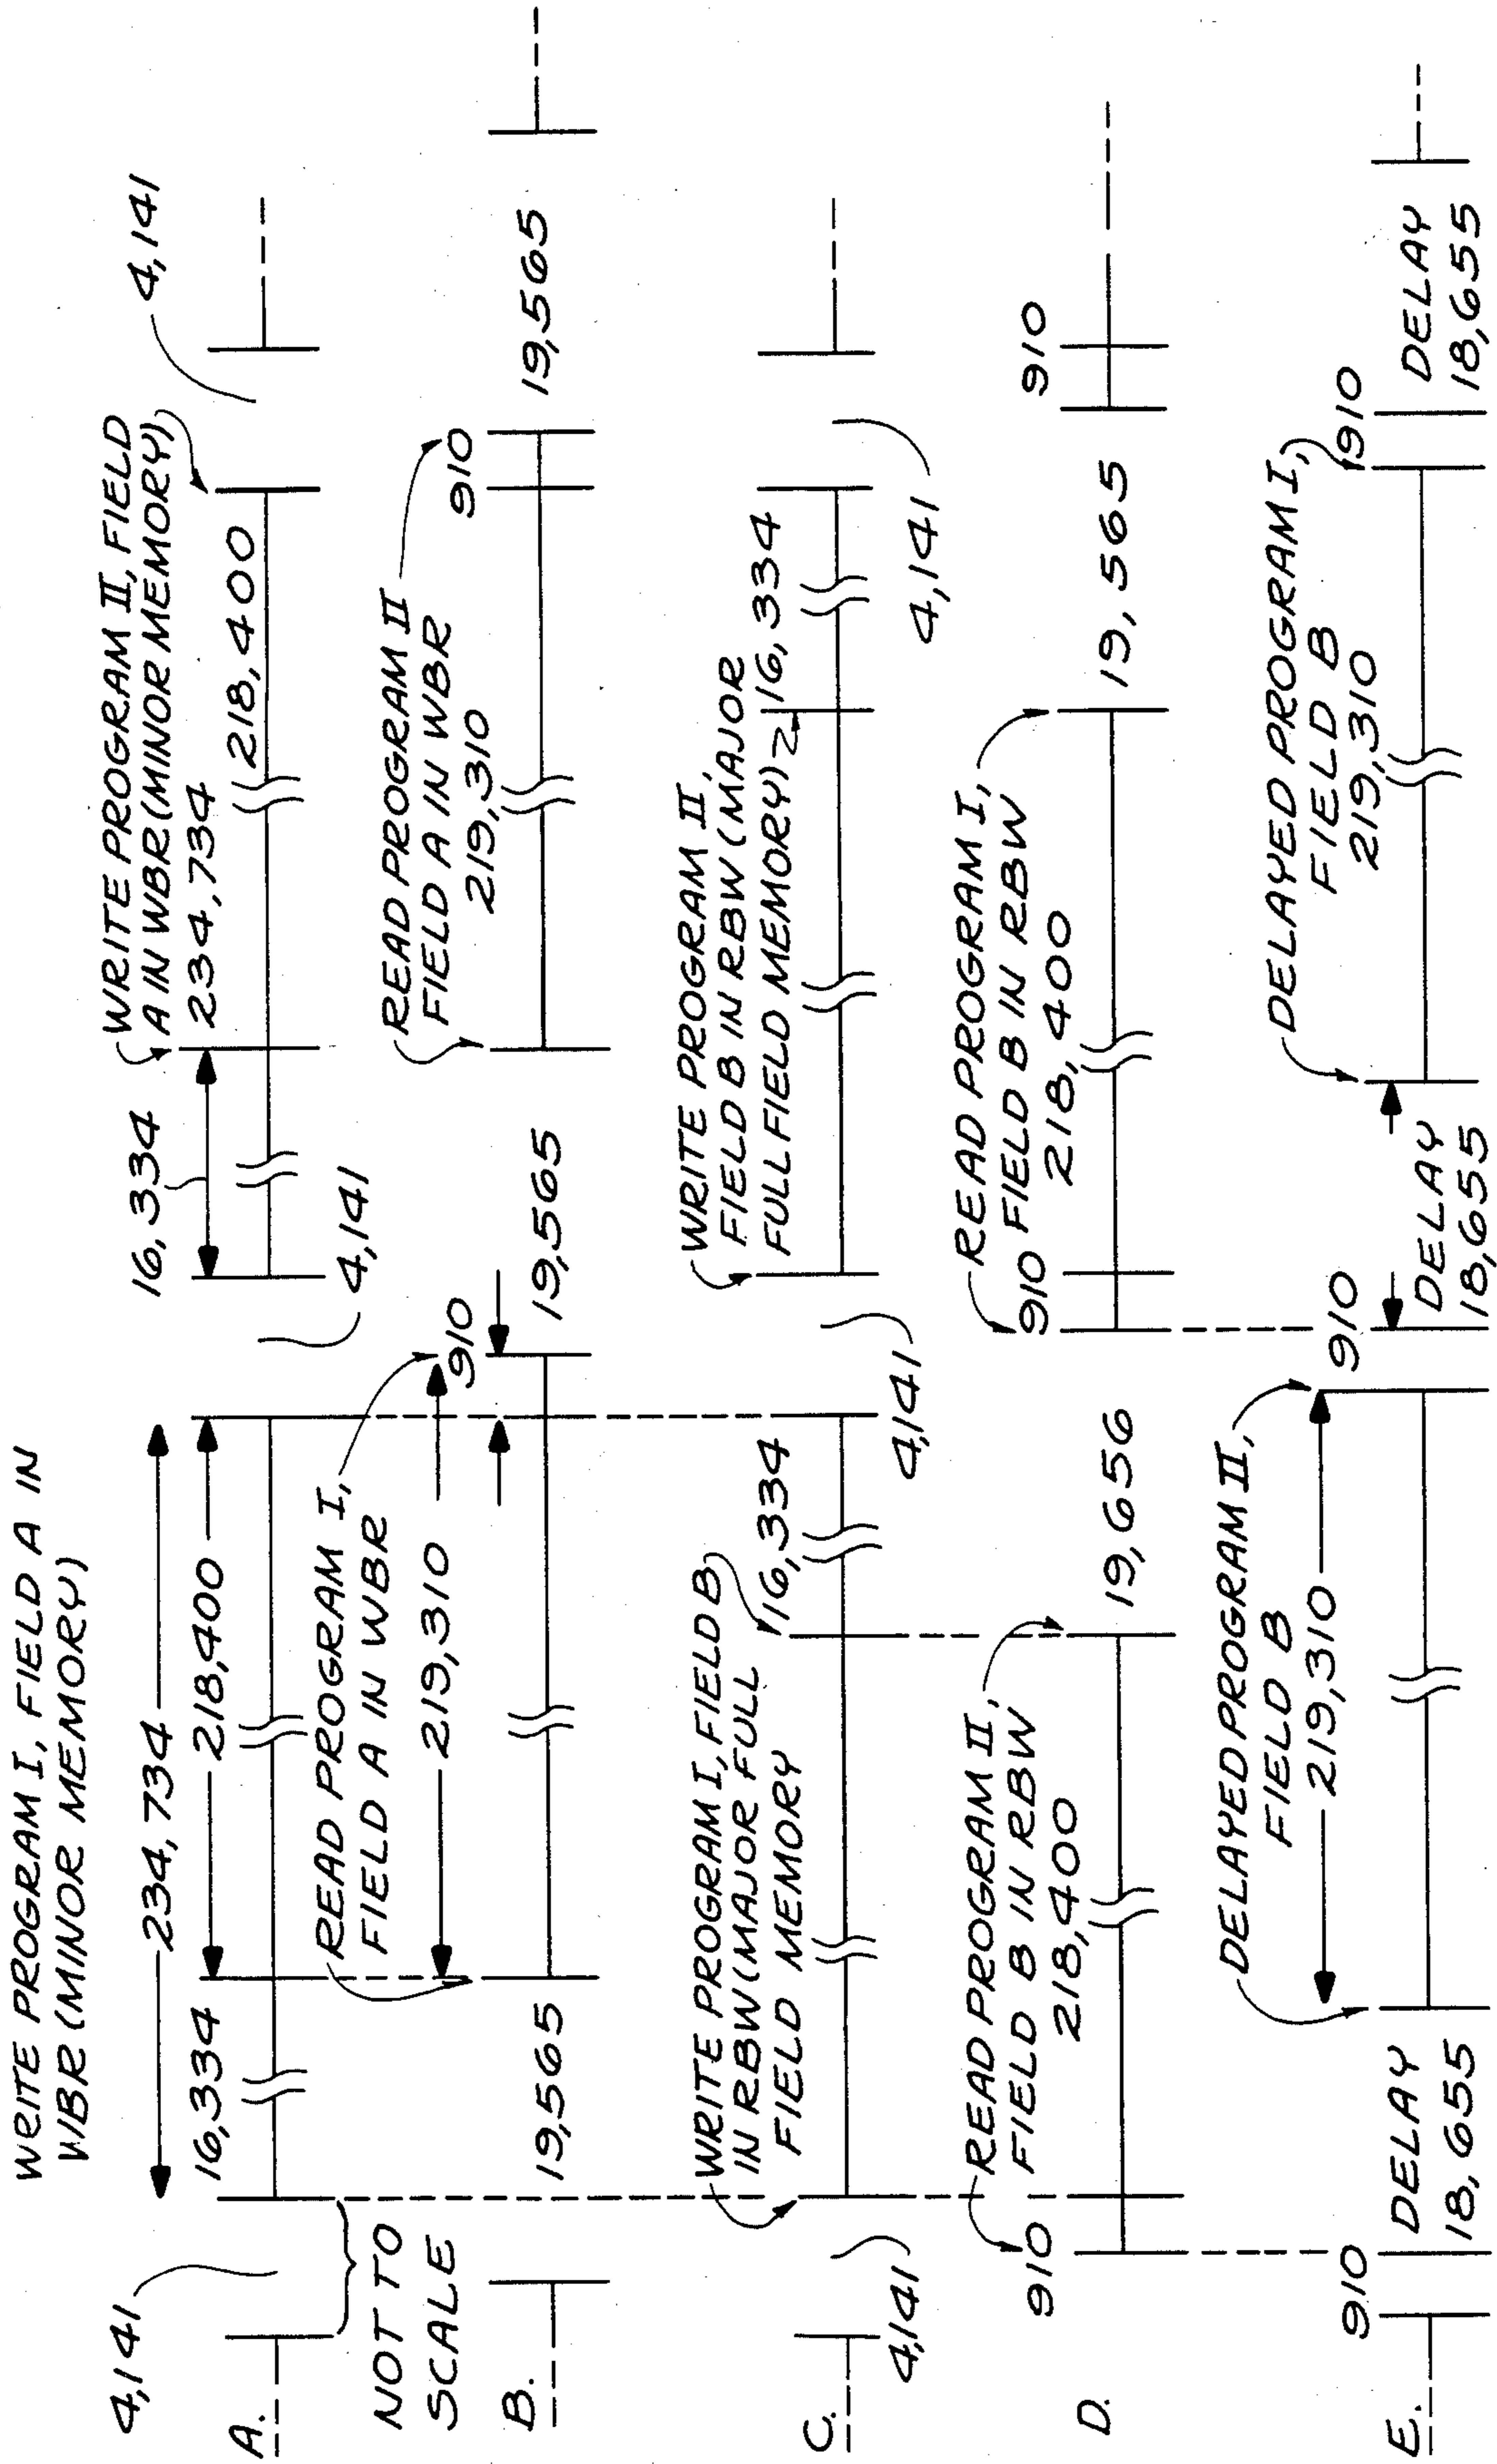 WRITE PROGRAM I, FIELD A IN
WBR (MINOR MEMORY)
4,141
234,734
16,334
218,400
A.
NOT TO
SCALE
4,141
16,334
WRITE PROGRAM II, FIELD
A IN WBR (MINOR MEMORY)
234,734
218,400
4,141
READ PROGRAM I,
FIELD A IN WBR
219,310
910
B.
19,565
19,565
READ PROGRAM II
FIELD A IN WBR
219,310
910
19,565
WRITE PROGRAM I, FIELD B,
IN RBW (MAJOR FULL
FIELD MEMORY
16,334
C.
4,141
4,141
WRITE PROGRAM II,
FIELD B IN RBW (MAJOR
FULL FIELD MEMORY)
16,334
4,141
READ PROGRAM II,
FIELD B IN RBW
218,400
910
D.
19,656
READ PROGRAM I,
910 FIELD B IN RBW
218,400
19,565
910
DELAYED PROGRAM II,
FIELD B
219,310
910
E.
DELAY
18,655
910
DELAY
18,655
DELAYED PROGRAM I,
FIELD B
219,310
910
DELAY
18,655